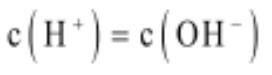 c(H⁺) = c(OH⁻)